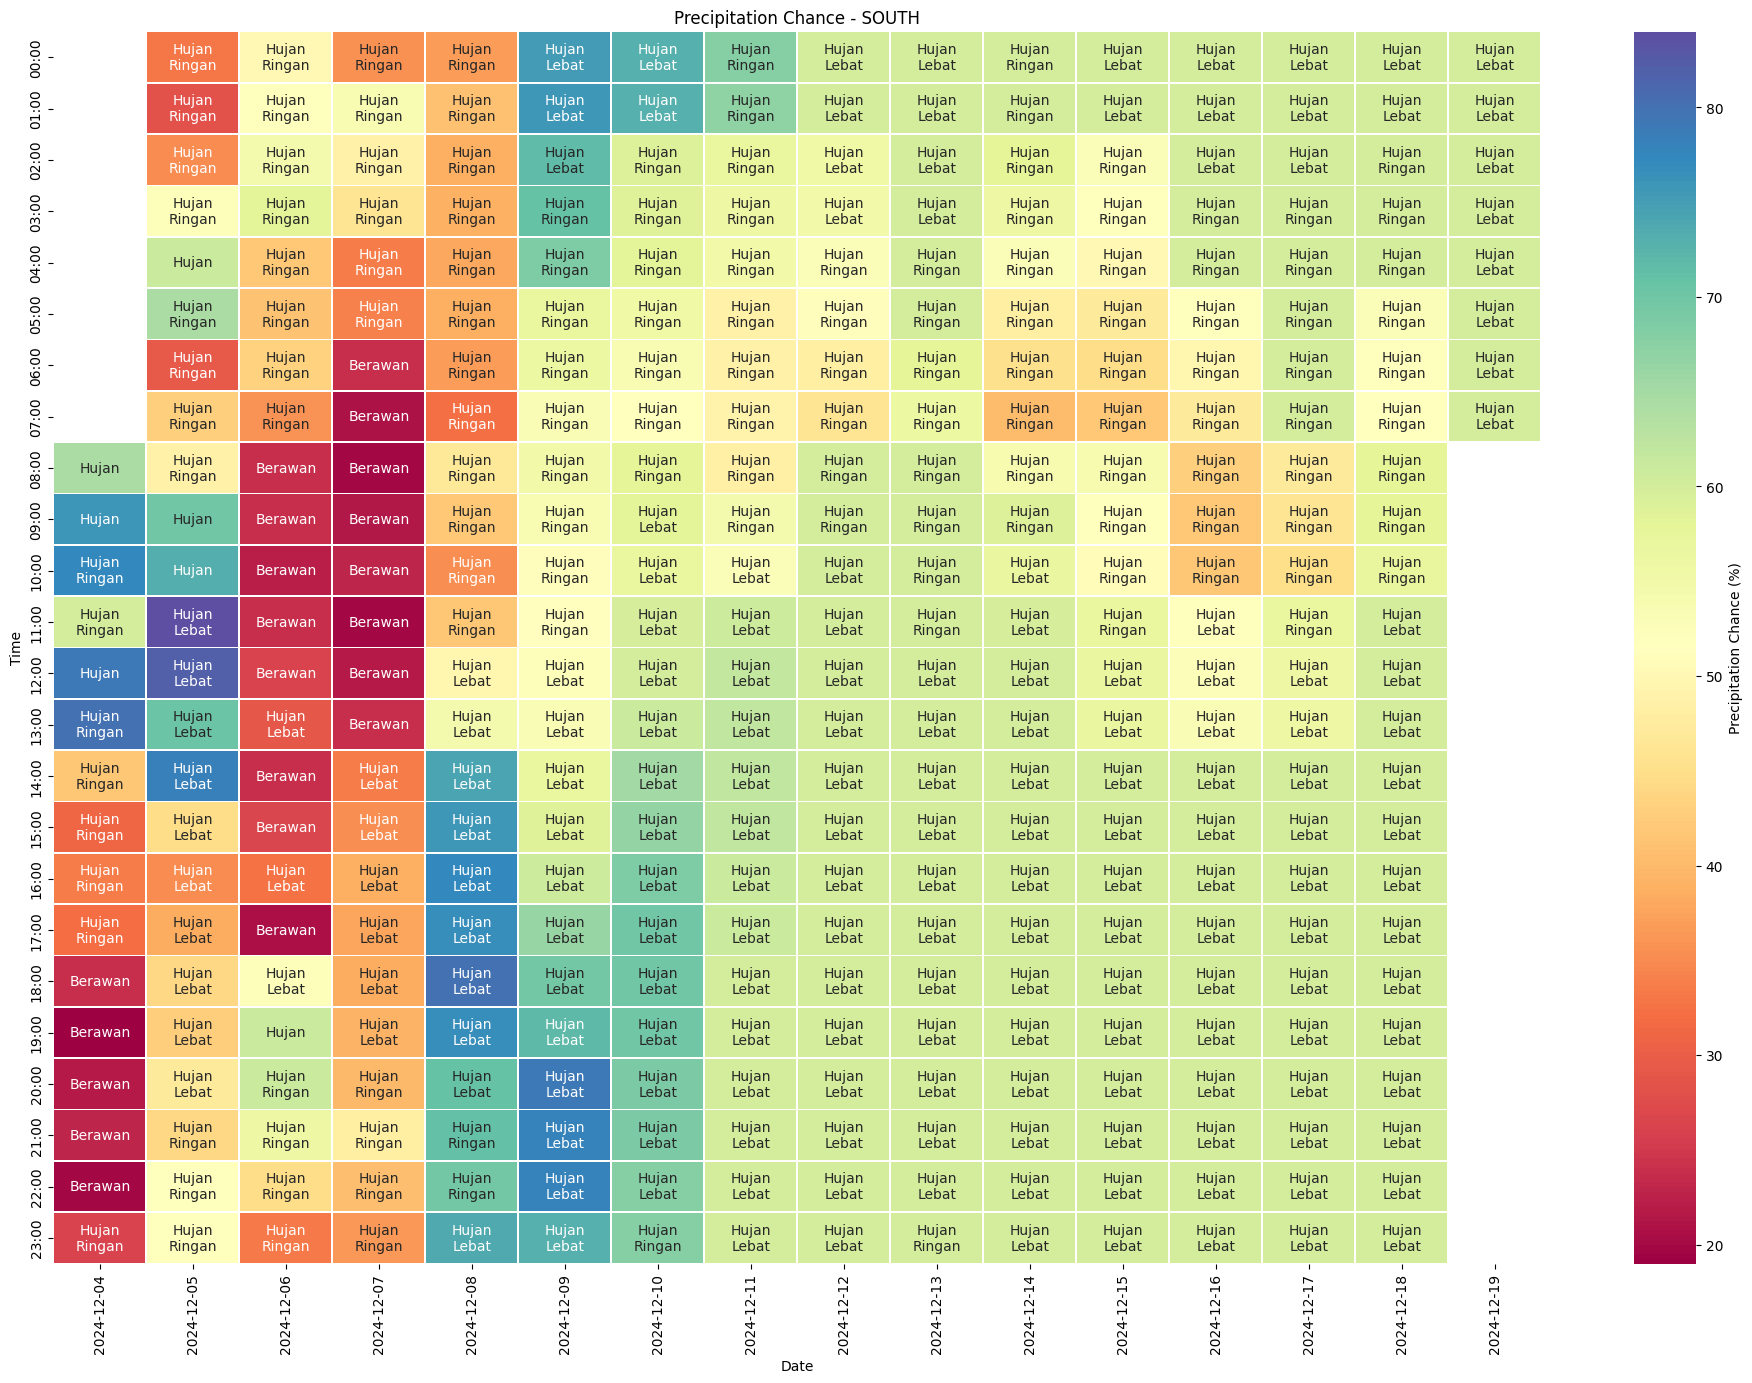 Precipitation Chance - SOUTH
00:00 Hujan Ringan Hujan Ringan Hujan Ringan Hujan Ringan Hujan Lebat Hujan Lebat Hujan Ringan Hujan Lebat Hujan Lebat Hujan Ringan Hujan Lebat Hujan Lebat Hujan Lebat Hujan Lebat Hujan Lebat
01:00 Hujan Ringan Hujan Ringan Hujan Ringan Hujan Ringan Hujan Lebat Hujan Lebat Hujan Ringan Hujan Lebat Hujan Lebat Hujan Ringan Hujan Lebat Hujan Lebat Hujan Lebat Hujan Lebat Hujan Lebat
02:00 Hujan Ringan Hujan Ringan Hujan Ringan Hujan Ringan Hujan Lebat Hujan Ringan Hujan Ringan Hujan Lebat Hujan Lebat Hujan Ringan Hujan Ringan Hujan Lebat Hujan Lebat Hujan Ringan Hujan Lebat
03:00 Hujan Ringan Hujan Ringan Hujan Ringan Hujan Ringan Hujan Ringan Hujan Ringan Hujan Ringan Hujan Lebat Hujan Lebat Hujan Ringan Hujan Ringan Hujan Ringan Hujan Ringan Hujan Ringan Hujan Lebat
04:00 Hujan Hujan Ringan Hujan Ringan Hujan Ringan Hujan Ringan Hujan Ringan Hujan Ringan Hujan Ringan Hujan Ringan Hujan Ringan Hujan Ringan Hujan Ringan Hujan Ringan Hujan Ringan Hujan Lebat
05:00 Hujan Ringan Hujan Ringan Hujan Ringan Hujan Ringan Hujan Ringan Hujan Ringan Hujan Ringan Hujan Ringan Hujan Ringan Hujan Ringan Hujan Ringan Hujan Ringan Hujan Ringan Hujan Ringan Hujan Lebat
06:00 Hujan Ringan Hujan Ringan Berawan Hujan Ringan Hujan Ringan Hujan Ringan Hujan Ringan Hujan Ringan Hujan Ringan Hujan Ringan Hujan Ringan Hujan Ringan Hujan Ringan Hujan Ringan Hujan Lebat
07:00 Hujan Ringan Hujan Ringan Berawan Hujan Ringan Hujan Ringan Hujan Ringan Hujan Ringan Hujan Ringan Hujan Ringan Hujan Ringan Hujan Ringan Hujan Ringan Hujan Ringan Hujan Ringan Hujan Lebat
08:00 Hujan Hujan Ringan Berawan Berawan Hujan Ringan Hujan Ringan Hujan Ringan Hujan Ringan Hujan Ringan Hujan Ringan Hujan Ringan Hujan Ringan Hujan Ringan Hujan Ringan Hujan Ringan
09:00 Hujan Hujan Berawan Berawan Hujan Ringan Hujan Ringan Hujan Lebat Hujan Ringan Hujan Ringan Hujan Ringan Hujan Ringan Hujan Ringan Hujan Ringan Hujan Ringan Hujan Ringan
10:00 Hujan Ringan Hujan Berawan Berawan Hujan Ringan Hujan Ringan Hujan Lebat Hujan Lebat Hujan Lebat Hujan Ringan Hujan Lebat Hujan Ringan Hujan Ringan Hujan Ringan Hujan Ringan
11:00 Hujan Ringan Hujan Lebat Berawan Berawan Hujan Ringan Hujan Ringan Hujan Lebat Hujan Lebat Hujan Lebat Hujan Ringan Hujan Lebat Hujan Ringan Hujan Lebat Hujan Ringan Hujan Lebat
12:00 Hujan Hujan Lebat Berawan Berawan Hujan Lebat Hujan Lebat Hujan Lebat Hujan Lebat Hujan Lebat Hujan Lebat Hujan Lebat Hujan Lebat Hujan Lebat Hujan Lebat Hujan Lebat
13:00 Hujan Ringan Hujan Lebat Hujan Lebat Berawan Hujan Lebat Hujan Lebat Hujan Lebat Hujan Lebat Hujan Lebat Hujan Lebat Hujan Lebat Hujan Lebat Hujan Lebat Hujan Lebat Hujan Lebat
14:00 Hujan Ringan Hujan Lebat Berawan Hujan Lebat Hujan Lebat Hujan Lebat Hujan Lebat Hujan Lebat Hujan Lebat Hujan Lebat Hujan Lebat Hujan Lebat Hujan Lebat Hujan Lebat Hujan Lebat
15:00 Hujan Ringan Hujan Lebat Berawan Hujan Lebat Hujan Lebat Hujan Lebat Hujan Lebat Hujan Lebat Hujan Lebat Hujan Lebat Hujan Lebat Hujan Lebat Hujan Lebat Hujan Lebat Hujan Lebat
16:00 Hujan Ringan Hujan Lebat Hujan Lebat Hujan Lebat Hujan Lebat Hujan Lebat Hujan Lebat Hujan Lebat Hujan Lebat Hujan Lebat Hujan Lebat Hujan Lebat Hujan Lebat Hujan Lebat Hujan Lebat
17:00 Hujan Ringan Hujan Lebat Berawan Hujan Lebat Hujan Lebat Hujan Lebat Hujan Lebat Hujan Lebat Hujan Lebat Hujan Lebat Hujan Lebat Hujan Lebat Hujan Lebat Hujan Lebat Hujan Lebat
18:00 Berawan Hujan Lebat Hujan Lebat Hujan Lebat Hujan Lebat Hujan Lebat Hujan Lebat Hujan Lebat Hujan Lebat Hujan Lebat Hujan Lebat Hujan Lebat Hujan Lebat Hujan Lebat Hujan Lebat
19:00 Berawan Hujan Lebat Hujan Hujan Lebat Hujan Lebat Hujan Lebat Hujan Lebat Hujan Lebat Hujan Lebat Hujan Lebat Hujan Lebat Hujan Lebat Hujan Lebat Hujan Lebat Hujan Lebat
20:00 Berawan Hujan Lebat Hujan Ringan Hujan Ringan Hujan Lebat Hujan Lebat Hujan Lebat Hujan Lebat Hujan Lebat Hujan Lebat Hujan Lebat Hujan Lebat Hujan Lebat Hujan Lebat Hujan Lebat
21:00 Berawan Hujan Ringan Hujan Ringan Hujan Ringan Hujan Ringan Hujan Lebat Hujan Lebat Hujan Lebat Hujan Lebat Hujan Lebat Hujan Lebat Hujan Lebat Hujan Lebat Hujan Lebat Hujan Lebat
22:00 Berawan Hujan Ringan Hujan Ringan Hujan Ringan Hujan Ringan Hujan Lebat Hujan Lebat Hujan Lebat Hujan Lebat Hujan Lebat Hujan Lebat Hujan Lebat Hujan Lebat Hujan Lebat Hujan Lebat
23:00 Hujan Ringan Hujan Ringan Hujan Ringan Hujan Ringan Hujan Lebat Hujan Lebat Hujan Ringan Hujan Lebat Hujan Lebat Hujan Ringan Hujan Lebat Hujan Lebat Hujan Lebat Hujan Lebat Hujan Lebat
Time
2024-12-04 2024-12-05 2024-12-06 2024-12-07 2024-12-08 2024-12-09 2024-12-10 2024-12-11 2024-12-12 2024-12-13 2024-12-14 2024-12-15 2024-12-16 2024-12-17 2024-12-18 2024-12-19
Date
80
70
60
50
40
30
20
Precipitation Chance (%)